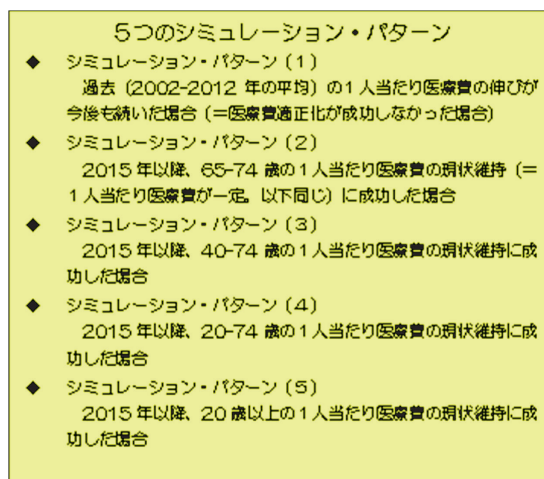 5つのシミュレーション・パターン
◆ シミュレーション・パターン（1）
過去（2002-2012 年の平均）の1人当たり医療費の伸びが
今後も続いた場合（＝医療費適正化が成功しなかった場合）
◆ シミュレーション・パターン（2）
2015 年以降、65-74 歳の1人当たり医療費の現状維持（＝
1人当たり医療費が一定。以下同じ）に成功した場合
◆ シミュレーション・パターン（3）
2015 年以降、40-74 歳の1人当たり医療費の現状維持に成
功した場合
◆ シミュレーション・パターン（4）
2015 年以降、20-74 歳の1人当たり医療費の現状維持に成
功した場合
◆ シミュレーション・パターン（5）
2015 年以降、20 歳以上の1人当たり医療費の現状維持に成
功した場合